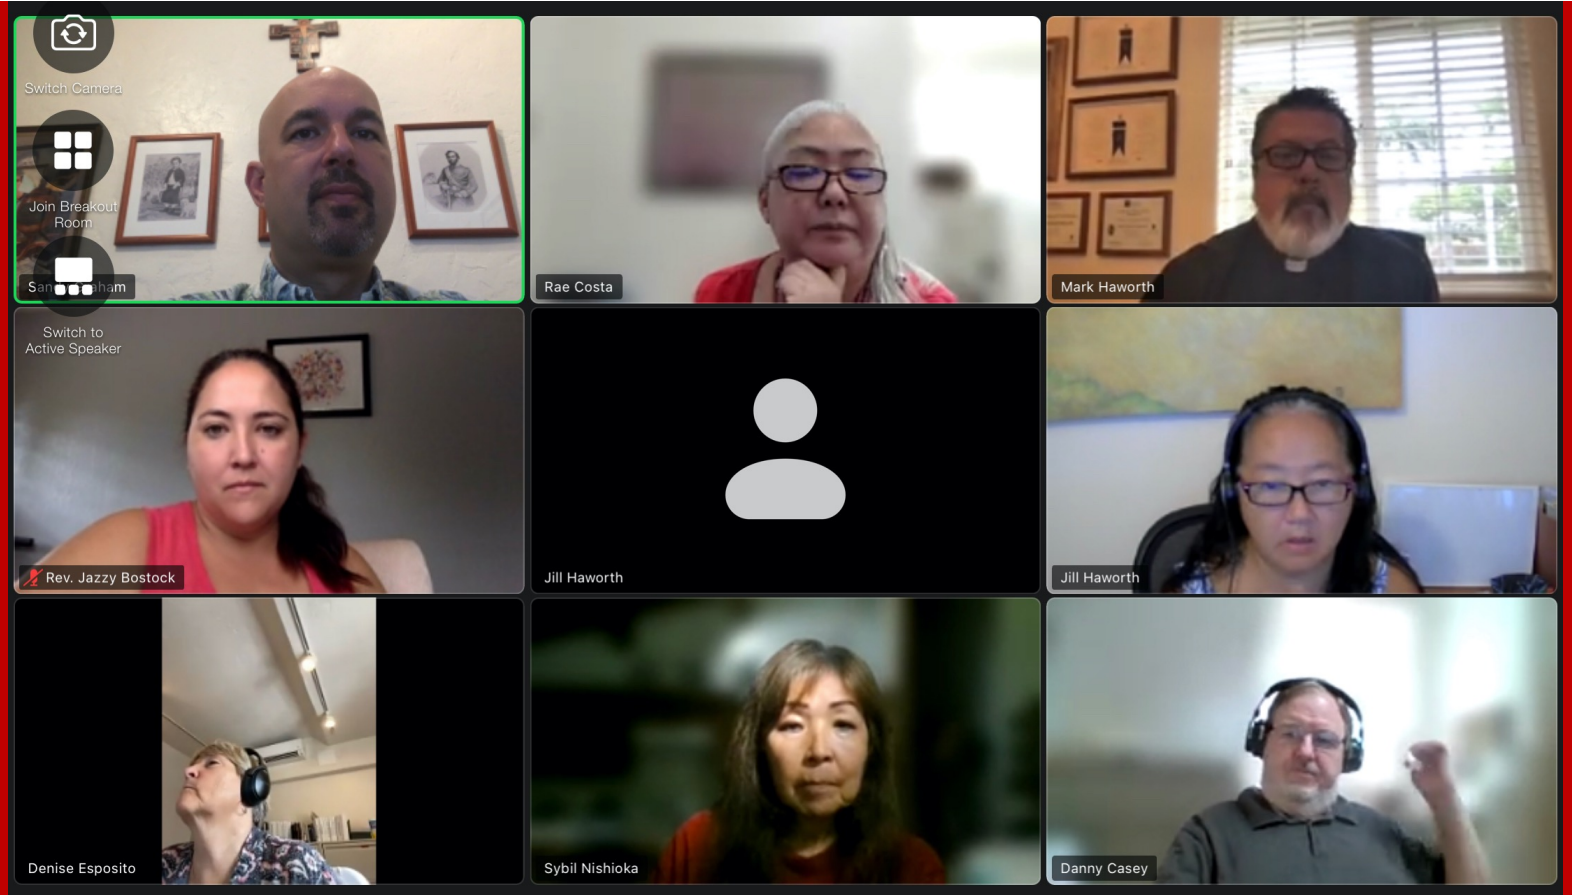 Switch Camera
Join Breakout
Room
Switch to
Active Speaker
Rae Costa
Mark Haworth
Rev. Jazzy Bostock
Jill Haworth
Jill Haworth
Denise Esposito
Sybil Nishioka
Danny Casey